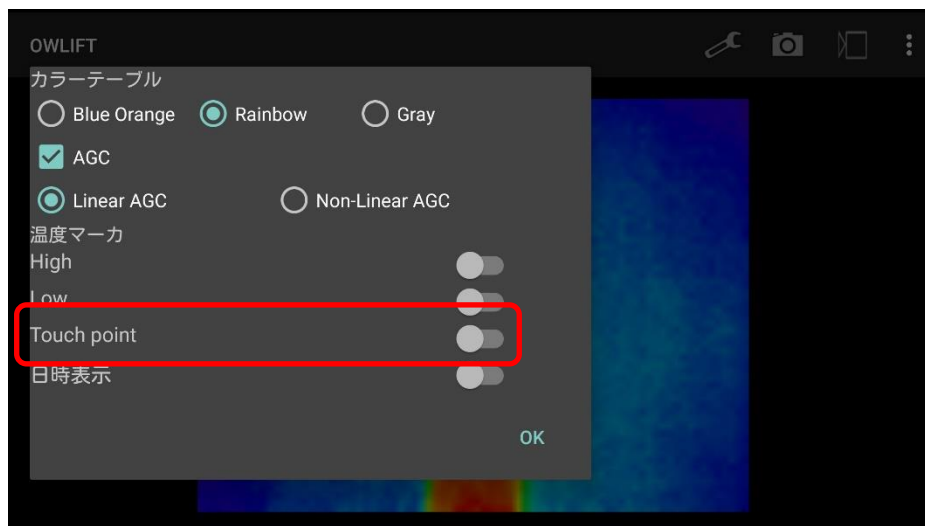 OWLIFT
カラーテーブル
Blue Orange Rainbow Gray
AGC
Linear AGC Non-Linear AGC
温度マーカ
High
Low
Touch point
日時表示
OK